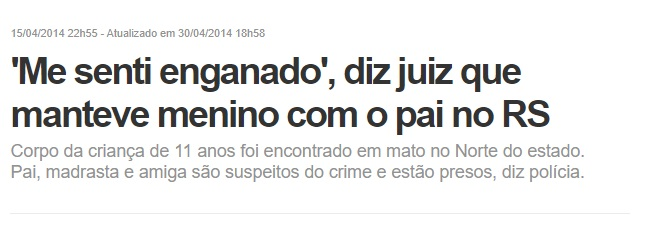 15/04/2014 22h55 - Atualizado em 30/04/2014 18h58
'Me senti enganado', diz juiz que
manteve menino com o pai no RS
Corpo da criança de 11 anos foi encontrado em mato no Norte do estado.
Pai, madrasta e amiga são suspeitos do crime e estão presos, diz polícia.